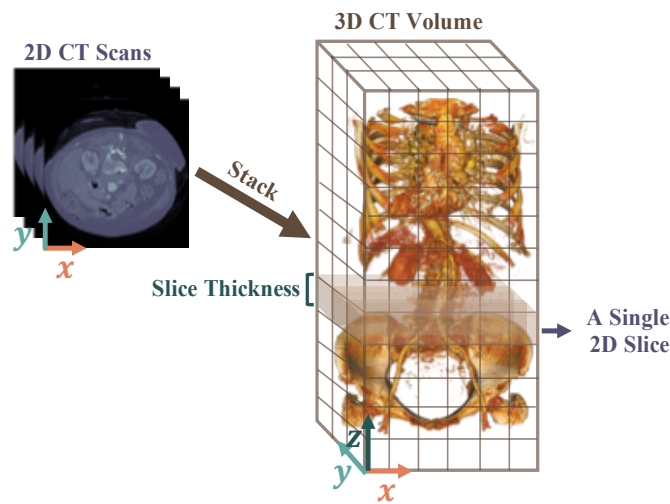 3D CT Volume
2D CT Scans
Stack
y
x
Slice Thickness
A Single
2D Slice
z
y
x